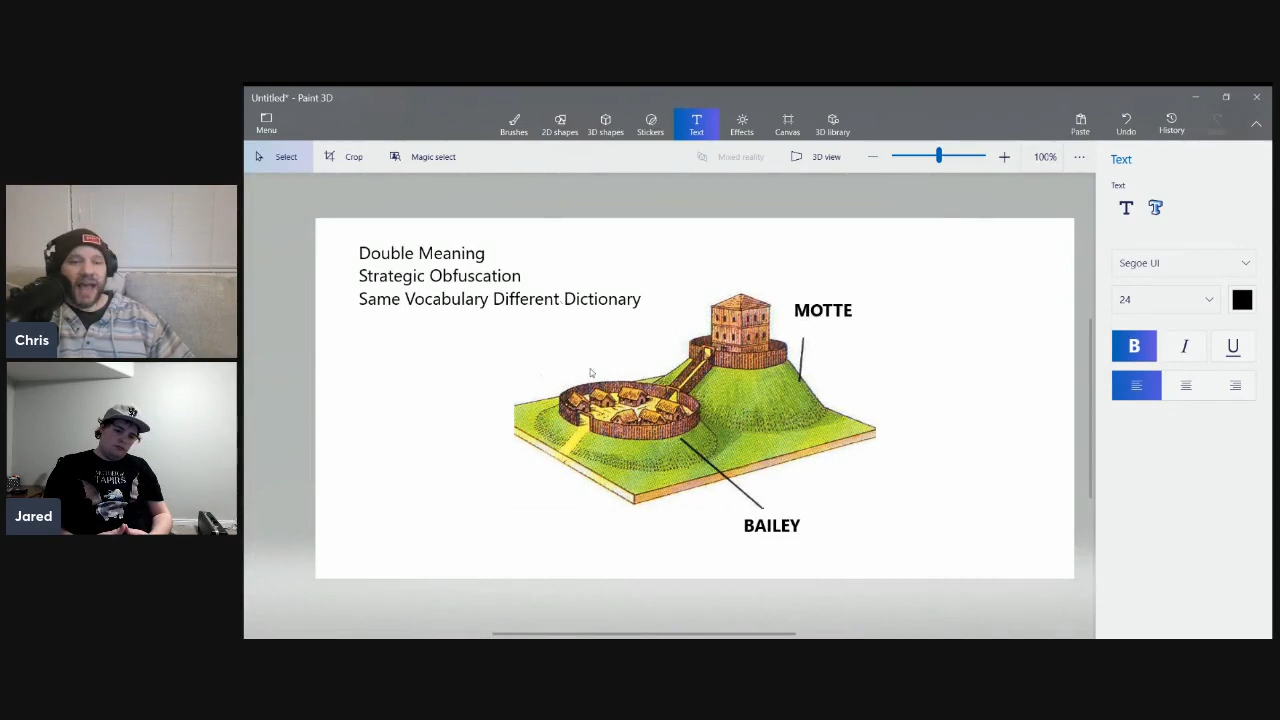 Untitled* - Paint 3D
Menu
Brushes
2D shapes
3D shapes
Stickers
Text
Effects
Canvas
3D library
Paste
Undo
History
Select
Crop
Magic select
Mixed reality
3D view
100%
Text
Text
Segoe UI
24
B
I
U
Double Meaning
Strategic Obfuscation
Same Vocabulary Different Dictionary
MOTTE
BAILEY
Chris
Jared
TAPIRS